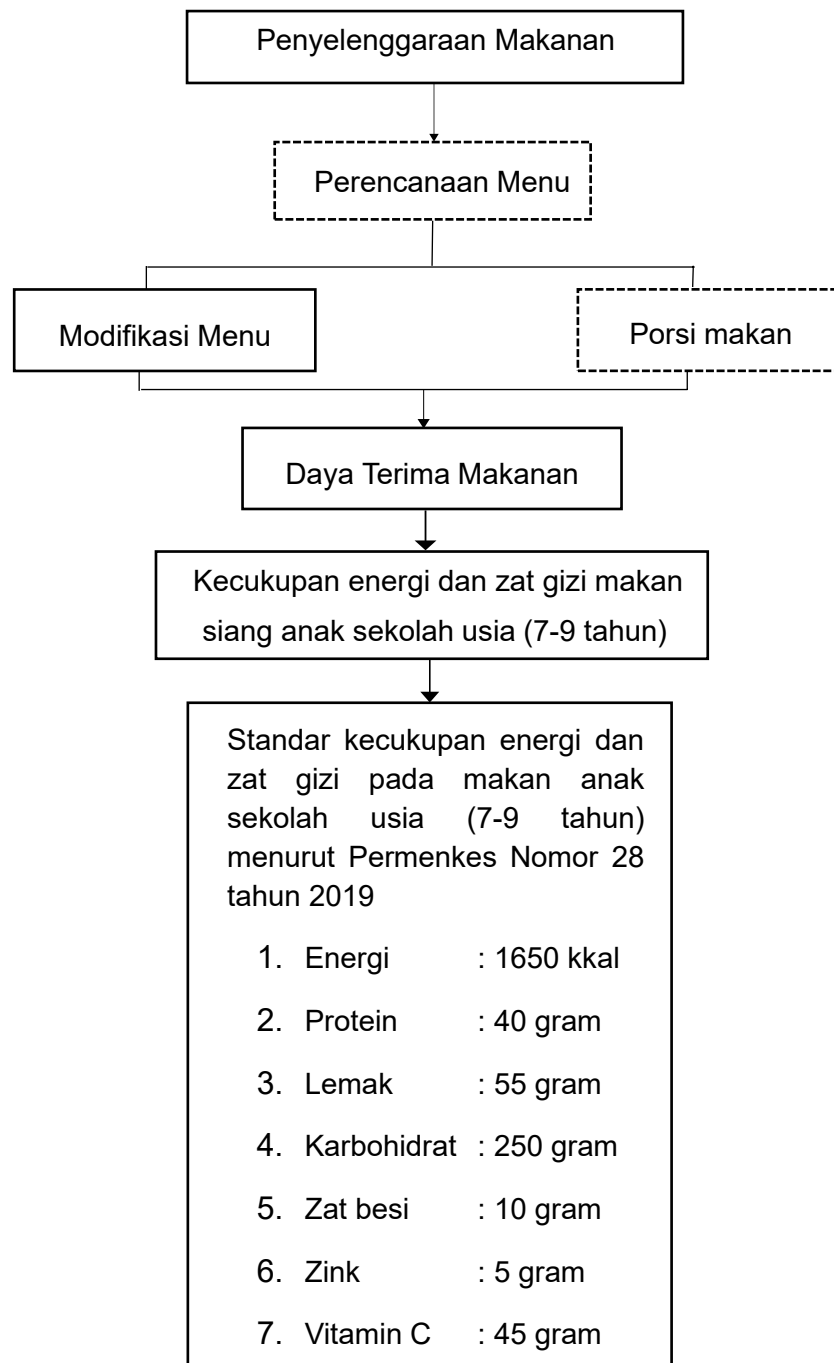 Penyelenggaraan Makanan
Perencanaan Menu
Modifikasi Menu
Porsi makan
Daya Terima Makanan
Kecukupan energi dan zat gizi makan
siang anak sekolah usia (7-9 tahun)
Standar kecukupan energi dan
zat gizi pada makan anak
sekolah usia (7-9 tahun)
menurut Permenkes Nomor 28
tahun 2019
1. Energi : 1650 kkal
2. Protein : 40 gram
3. Lemak : 55 gram
4. Karbohidrat : 250 gram
5. Zat besi : 10 gram
6. Zink : 5 gram
7. Vitamin C : 45 gram